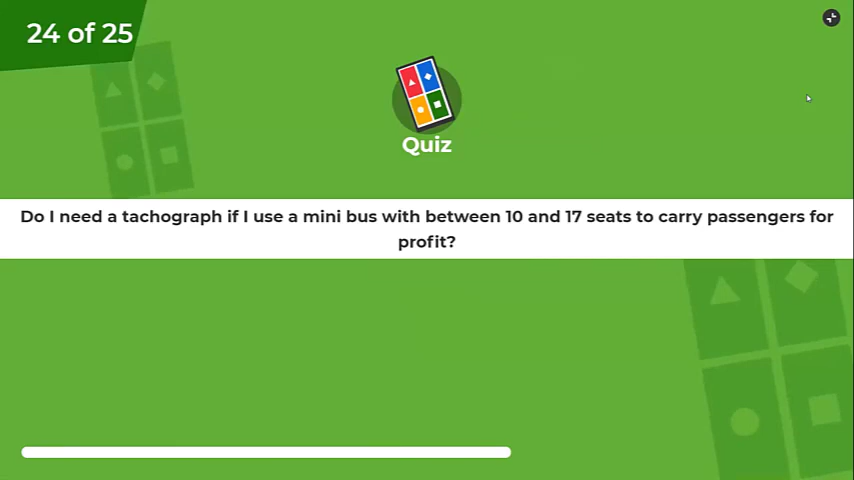 24 of 25
Quiz
Do I need a tachograph if I use a mini bus with between 10 and 17 seats to carry passengers for
profit?